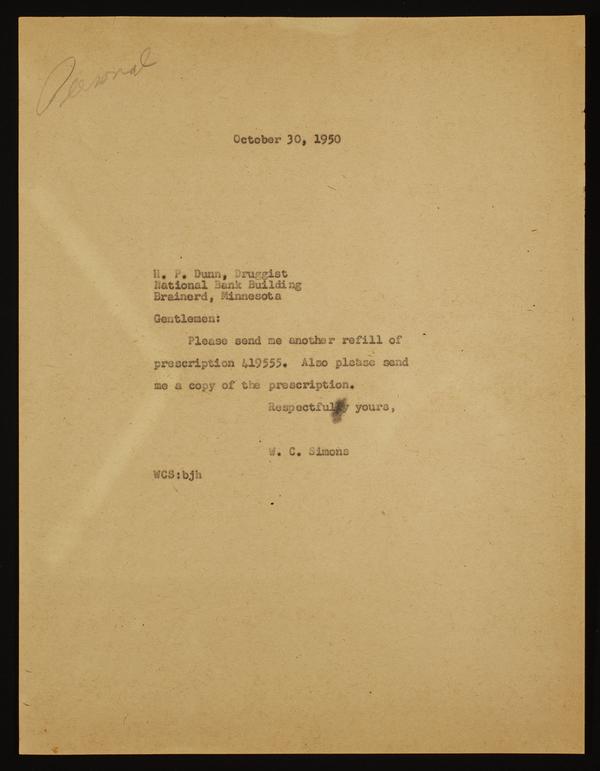 Personal
October 30, 1950
H. P. Dunn, Druggist
National Bank Building
Brainerd, Minnesota
Gentlemen:
Please send me another refill of
prescription 419555. Also please send
me a copy of the prescription.
Respectfully yours,
W. C. Simons
WCS:bjh